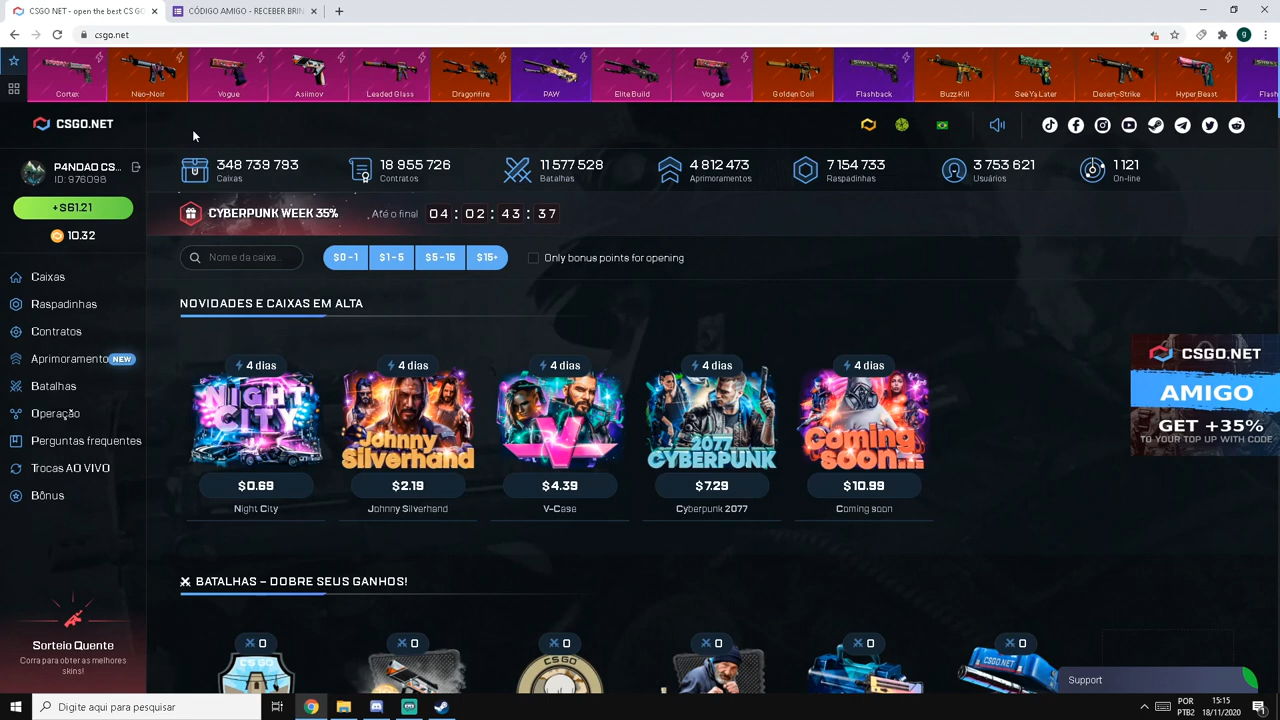 CSGO NET - open the best CS GO
CÓDIGO AMIGO - RECEBER BRIN
csgo.net
Cortex
Neo-Noir
Vogue
Asiimov
Leaded Glass
Dragonfire
PAW
Elite Build
Vogue
Golden Coil
Flashback
Buzz Kill
See Ya Later
Desert-Strike
Hyper Beast
Flash
CSGO.NET
P4NDAO CS...
ID: 976098
+$61.21
10.32
348 739 793
Caixas
18 955 726
Contratos
11 577 528
Batalhas
4 812 473
Aprimoramentos
7 154 733
Raspadinhas
3 753 621
Usuários
1 121
On-line
CYBERPUNK WEEK 35%
Até o final
04 : 02 : 43 : 37
Nome da caixa...
$0 - 1
$1 - 5
$5 - 15
$15+
Only bonus points for opening
Caixas
Raspadinhas
Contratos
Aprimoramento NEW
Batalhas
Operação
Perguntas frequentes
Trocas AO VIVO
Bônus
NOVIDADES E CAIXAS EM ALTA
4 dias
4 dias
4 dias
4 dias
4 dias
NIGHT CITY
Johnny Silverhand
V
2077 CYBERPUNK
Coming soon...
$0.69
$2.19
$4.39
$7.29
$10.99
Night City
Johnny Silverhand
V-Case
Cyberpunk 2077
Coming soon
CSGO.NET
AMIGO
GET +35%
TO YOUR TOP UP WITH CODE
BATALHAS – DOBRE SEUS GANHOS!
0
0
0
0
0
0
CS GO
CS GO
CSGO.NET
Sorteio Quente
Corra para obter as melhores
skins!
Support
Digite aqui para pesquisar
POR
PTB2
15:15
18/11/2020